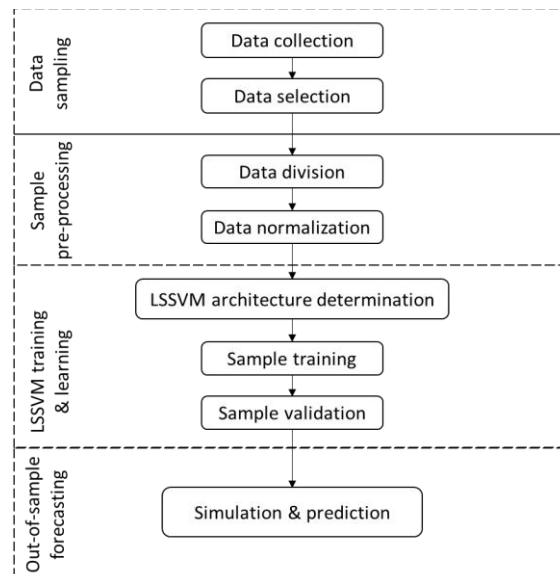 Data
sampling
Data collection
Data selection
Sample
pre-processing
Data division
Data normalization
LSSVM training
& learning
LSSVM architecture determination
Sample training
Sample validation
Out-of-sample
forecasting
Simulation & prediction